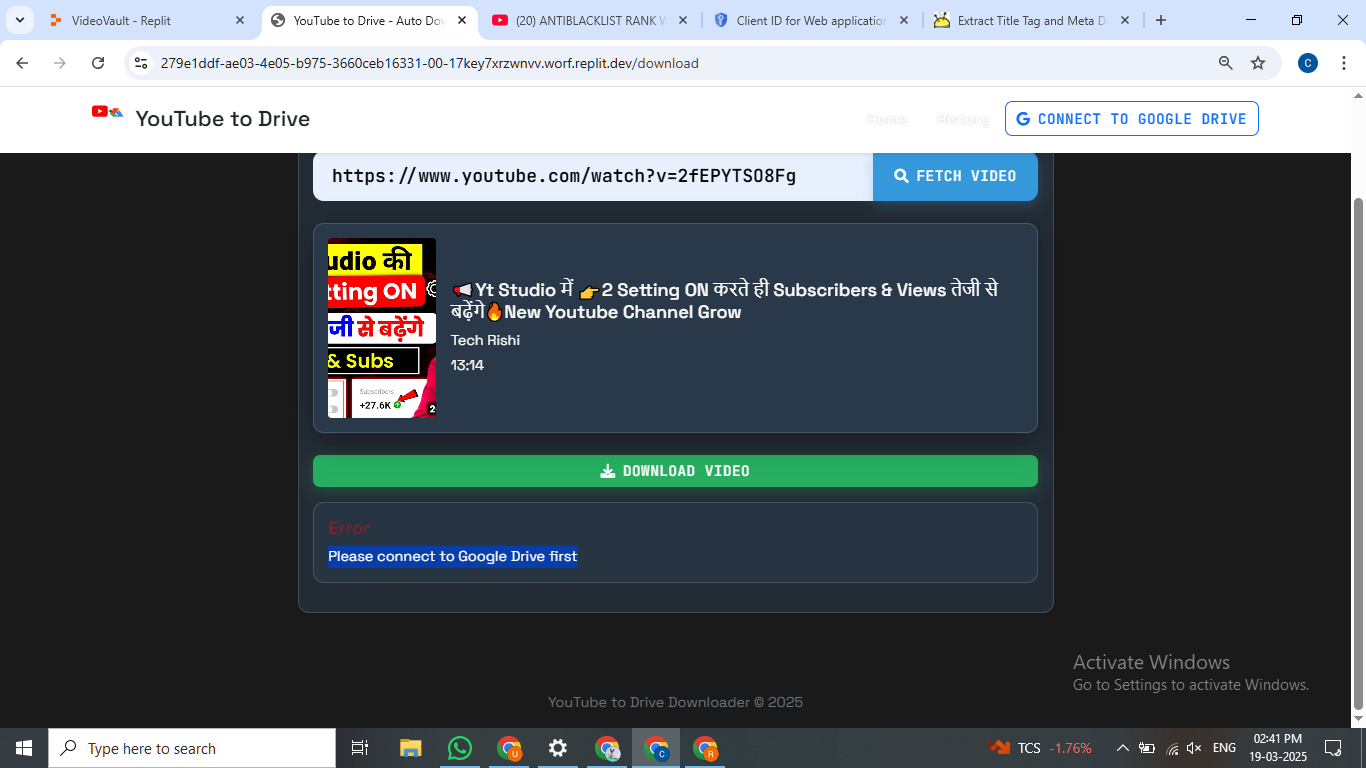 VideoVault - Replit
YouTube to Drive - Auto Do
(20) ANTIBLACKLIST RANK
Client ID for Web application
Extract Title Tag and Meta D
279e1ddf-ae03-4e05-b975-3660ceb16331-00-17key7xrzwnvv.worf.replit.dev/download
C
YouTube to Drive
Home
History
CONNECT TO GOOGLE DRIVE
https://www.youtube.com/watch?v=2fEPYTSO8Fg
FETCH VIDEO
udio की
tting ON
जी से बढ़ेंगे
& Subs
Subscribers
+27.6K
2
📢Yt Studio में 👉2 Setting ON करते ही Subscribers & Views तेजी से
बढ़ेंगे🔥New Youtube Channel Grow
Tech Rishi
13:14
DOWNLOAD VIDEO
Error
Please connect to Google Drive first
Activate Windows
Go to Settings to activate Windows.
YouTube to Drive Downloader © 2025
Type here to search
U
Y
C
R
TCS -1.76%
ENG
02:41 PM
19-03-2025